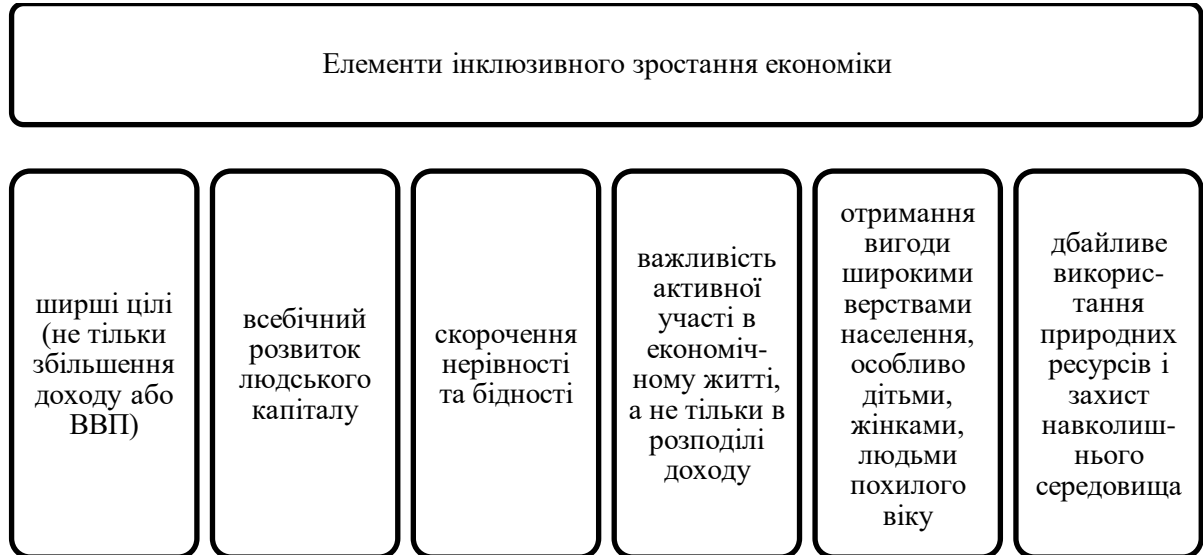 Елементи інклюзивного зростання економіки
ширші цілі
(не тільки
збільшення
доходу або
ВВП)
всебічний
розвиток
людського
капіталу
скорочення
нерівності
та бідності
важливість
активної
участі в
економіч-
ному житті,
а не тільки в
розподілі
доходу
отримання
вигоди
широкими
верствами
населення,
особливо
дітьми,
жінками,
людьми
похилого
віку
дбайливе
викорис-
тання
природних
ресурсів і
захист
навколиш-
нього
середовища